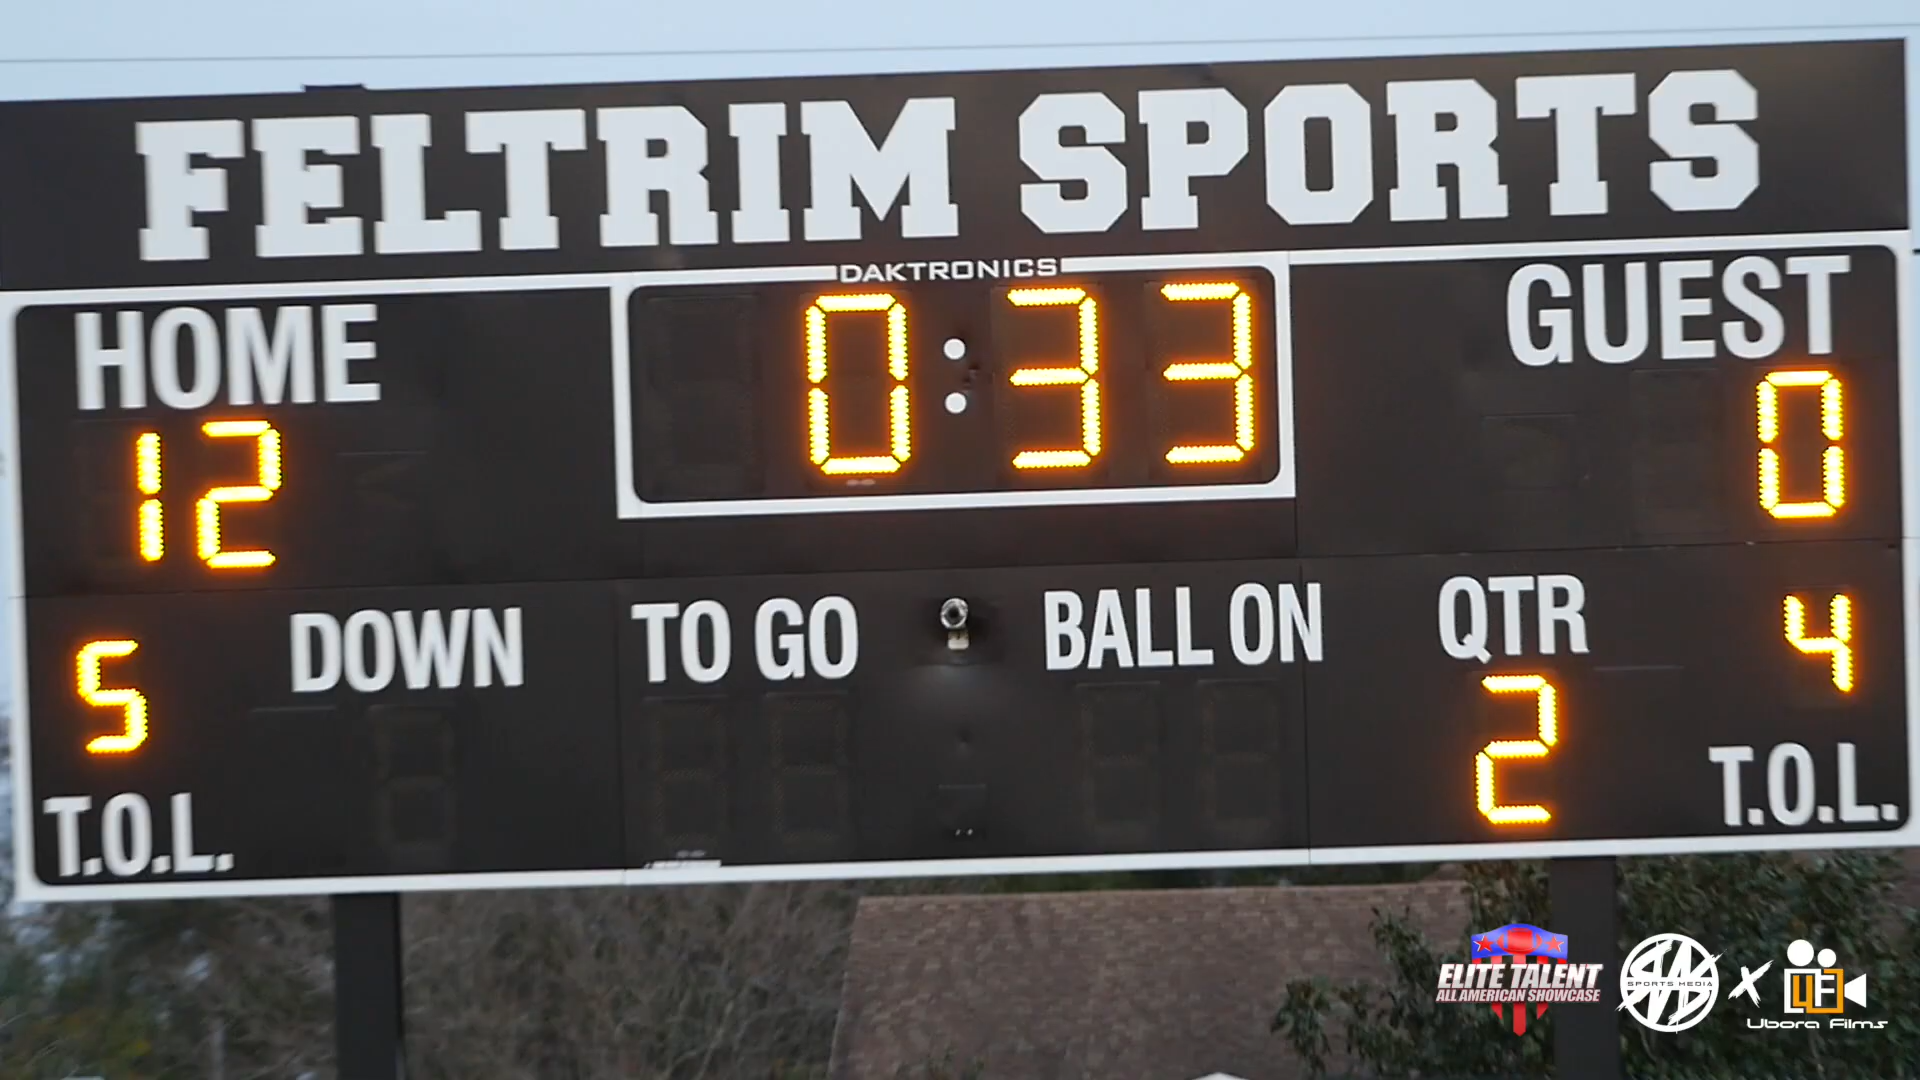 FELTRIM SPORTS
DAKTRONICS
HOME
0:33
GUEST
12
0
DOWN
TO GO
BALL ON
QTR
5
4
2
T.O.L.
T.O.L.
ELITE TALENT
ALL AMERICAN SHOWCASE
SPORTS MEDIA
X
UF
Ubora Films